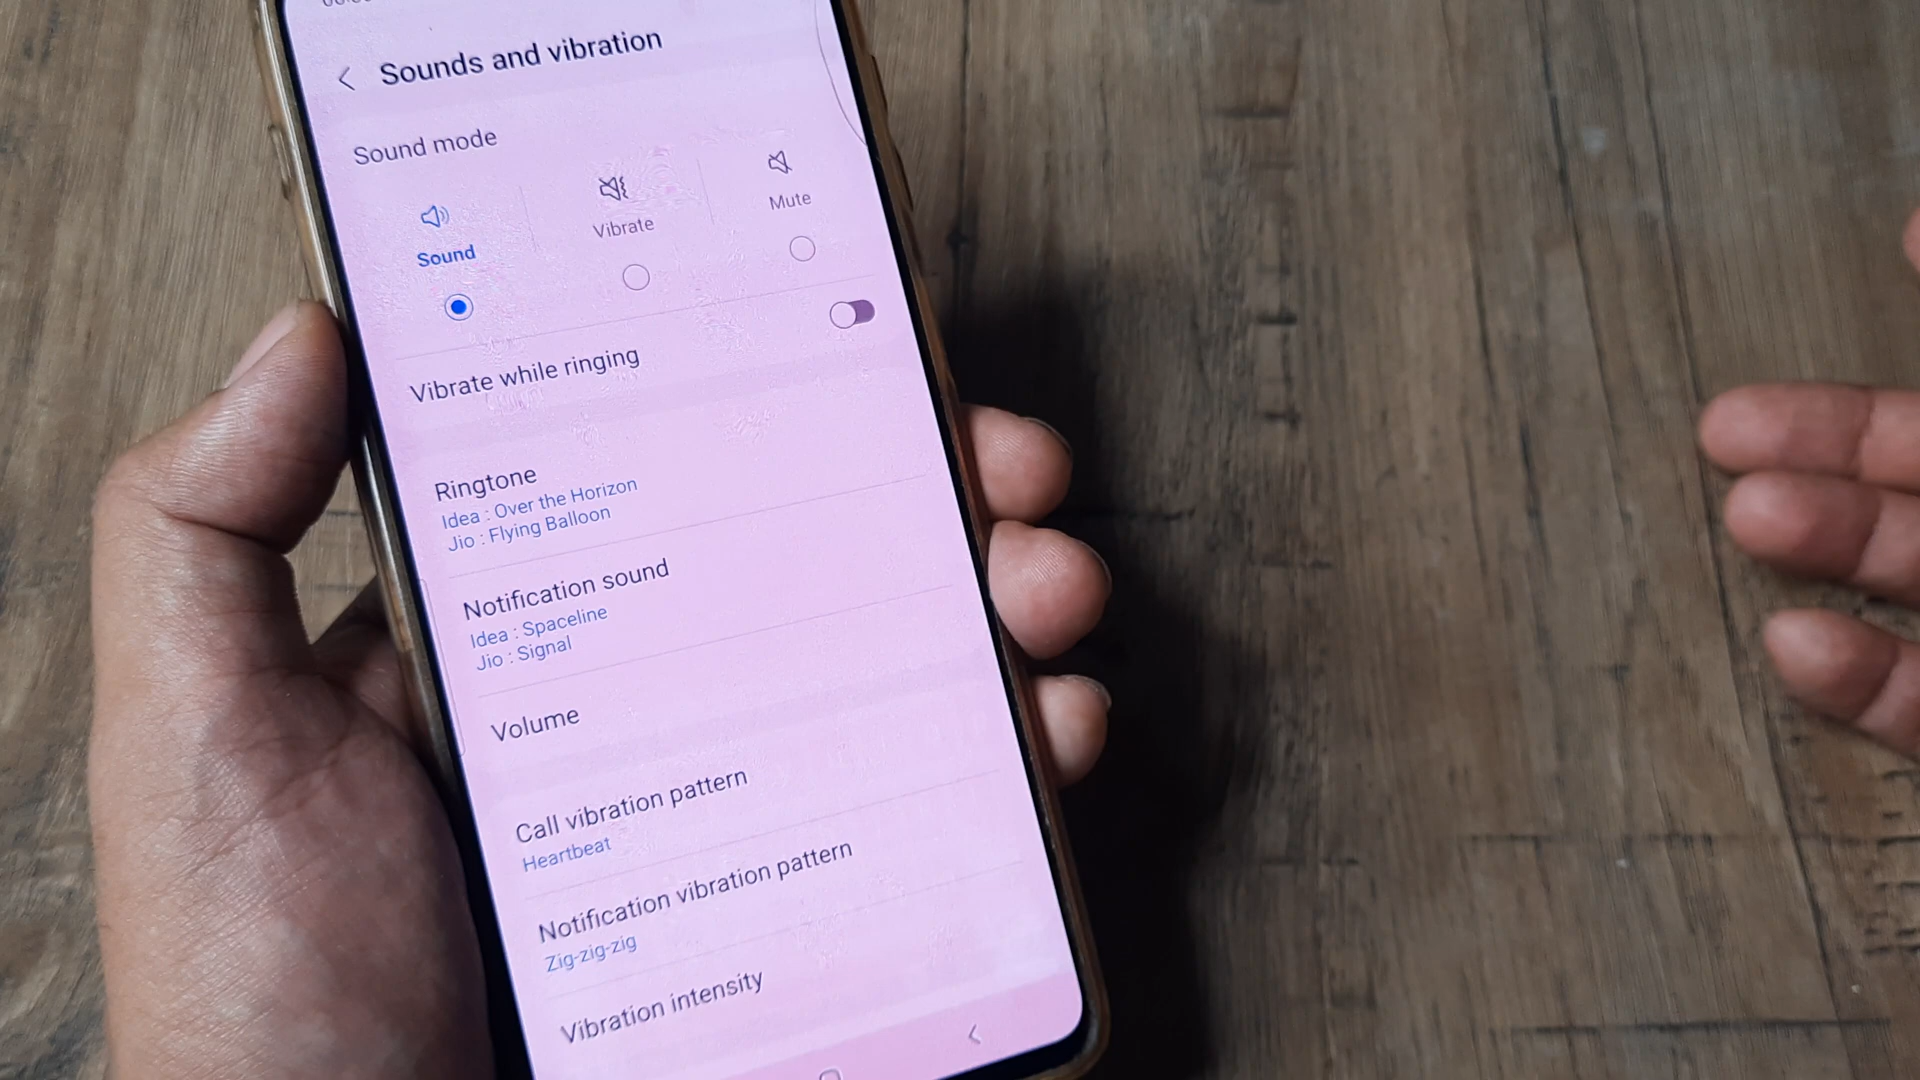 Sounds and vibration
Sound mode
Sound
Vibrate
Mute
Vibrate while ringing
Ringtone
Idea : Over the Horizon
Jio : Flying Balloon
Notification sound
Idea : Spaceline
Jio : Signal
Volume
Call vibration pattern
Heartbeat
Notification vibration pattern
Zig-zig-zig
Vibration intensity